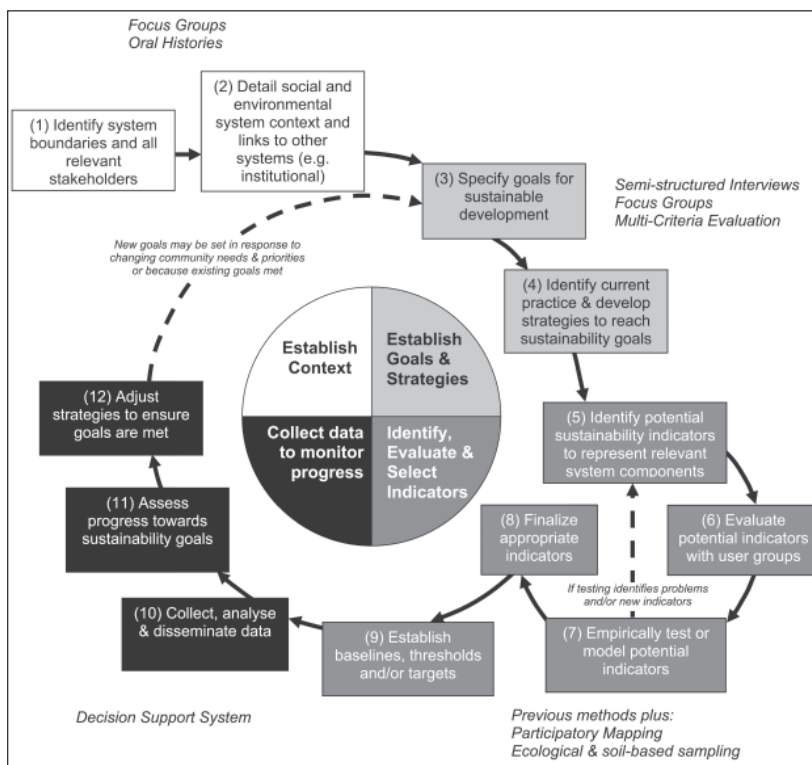 Focus Groups
Oral Histories
(1) Identify system
boundaries and all
relevant
stakeholders
(2) Detail social and
environmental
system context and
links to other
systems (e.g.
institutional)
(3) Specify goals for
sustainable
development
Semi-structured Interviews
Focus Groups
Multi-Criteria Evaluation
New goals may be set in response to
changing community needs & priorities
or because existing goals met
(4) Identify current
practice & develop
strategies to reach
sustainability goals
Establish
Context
Establish
Goals &
Strategies
Collect data
to monitor
progress
Identify,
Evaluate &
Select
Indicators
(5) Identify potential
sustainability indicators
to represent relevant
system components
(6) Evaluate
potential indicators
with user groups
If testing identifies problems
and/or new indicators
(7) Empirically test or
model potential
indicators
(8) Finalize
appropriate
indicators
(9) Establish
baselines, thresholds
and/or targets
(10) Collect, analyse
& disseminate data
(11) Assess
progress towards
sustainability goals
(12) Adjust
strategies to ensure
goals are met
Decision Support System
Previous methods plus:
Participatory Mapping
Ecological & soil-based sampling